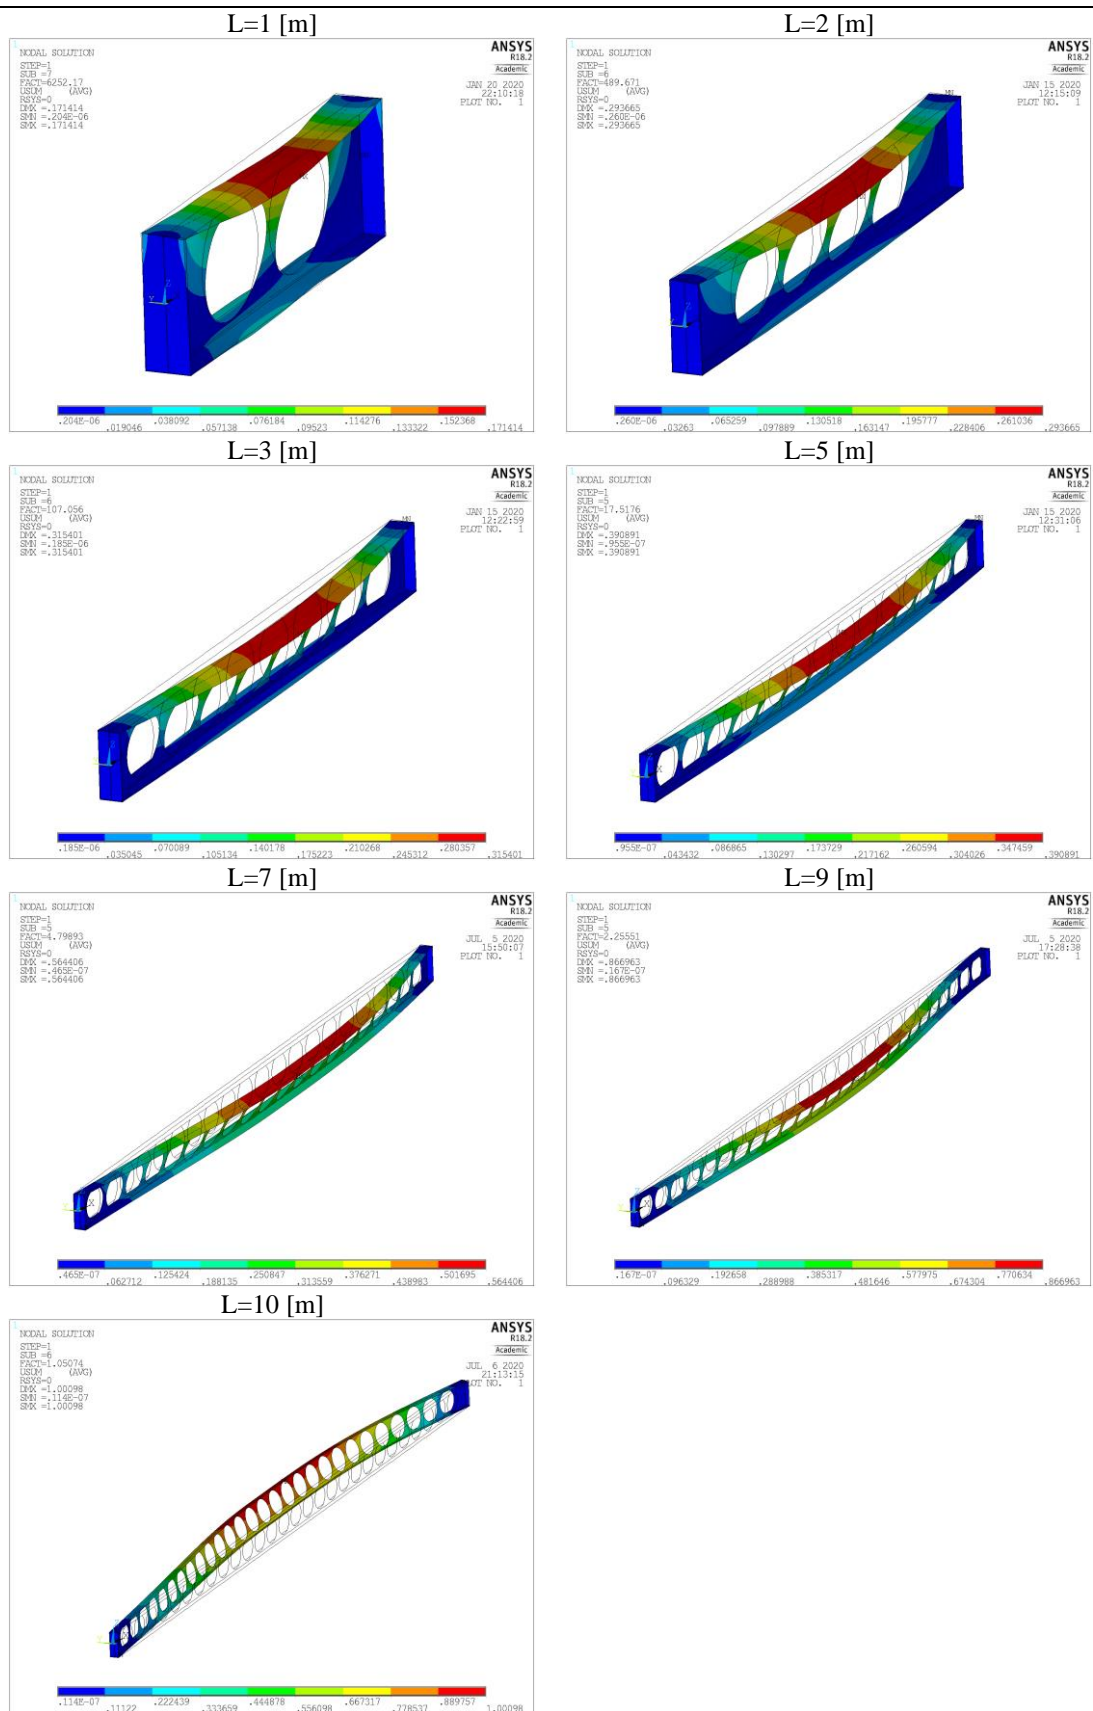 L=1 [m]
L=2 [m]
1
NODAL SOLUTION
STEP=1
SUB =7
FACT=6252.17
USUM (AVG)
RSYS=0
DMX =.171414
SMN =.204E-06
SMX =.171414
ANSYS
R18.2
Academic
JAN 20 2020
22:10:18
PLOT NO. 1
Z
Y
.204E-06
.019046
.038092
.057138
.076184
.09523
.114276
.133322
.152368
.171414
1
NODAL SOLUTION
STEP=1
SUB =6
FACT=489.671
USUM (AVG)
RSYS=0
DMX =.293665
SMN =.260E-06
SMX =.293665
ANSYS
R18.2
Academic
JAN 15 2020
12:15:09
PLOT NO. 1
MN
Z
.260E-06
.03263
.065259
.097889
.130518
.163147
.195777
.228406
.261036
.293665
L=3 [m]
L=5 [m]
1
NODAL SOLUTION
STEP=1
SUB =6
FACT=107.056
USUM (AVG)
RSYS=0
DMX =.315401
SMN =.185E-06
SMX =.315401
ANSYS
R18.2
Academic
JAN 15 2020
12:22:59
PLOT NO. 1
MN
Z
.185E-06
.035045
.070089
.105134
.140178
.175223
.210268
.245312
.280357
.315401
1
NODAL SOLUTION
STEP=1
SUB =5
FACT=17.5176
USUM (AVG)
RSYS=0
DMX =.390891
SMN =.955E-07
SMX =.390891
ANSYS
R18.2
Academic
JAN 15 2020
12:31:06
PLOT NO. 1
MN
Z
X
.955E-07
.043432
.086865
.130297
.173729
.217162
.260594
.304026
.347459
.390891
L=7 [m]
L=9 [m]
1
NODAL SOLUTION
STEP=1
SUB =5
FACT=4.79893
USUM (AVG)
RSYS=0
DMX =.564406
SMN =.465E-07
SMX =.564406
ANSYS
R18.2
Academic
JUL 5 2020
15:50:07
PLOT NO. 1
Y
X
.465E-07
.062712
.125424
.188135
.250847
.313559
.376271
.438983
.501695
.564406
1
NODAL SOLUTION
STEP=1
SUB =5
FACT=2.25551
USUM (AVG)
RSYS=0
DMX =.866963
SMN =.167E-07
SMX =.866963
ANSYS
R18.2
Academic
JUL 5 2020
17:28:38
PLOT NO. 1
Y
X
.167E-07
.096329
.192658
.288988
.385317
.481646
.577975
.674304
.770634
.866963
L=10 [m]
1
NODAL SOLUTION
STEP=1
SUB =6
FACT=1.05074
USUM (AVG)
RSYS=0
DMX =1.00098
SMN =.114E-07
SMX =1.00098
ANSYS
R18.2
Academic
JUL 6 2020
21:13:15
PLOT NO. 1
.114E-07
.11122
.222439
.333659
.444878
.556098
.667317
.778537
.889757
1.00098